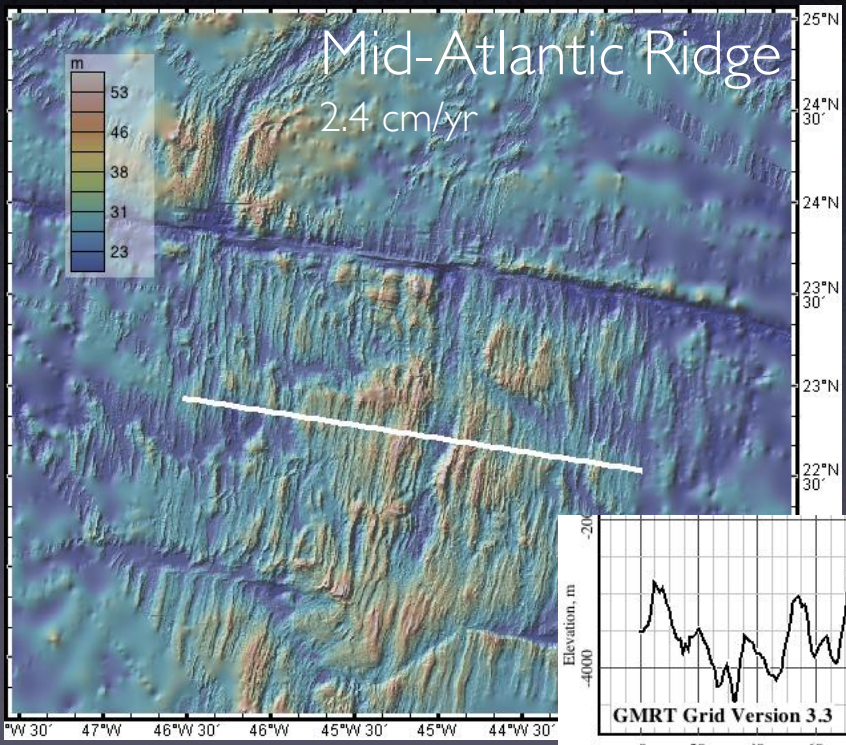 Mid-Atlantic Ridge
2.4 cm/yr
m
53
46
38
31
23
25°N
24°N
30'
24°N
23°N
30'
23°N
22°N
30'
-4000
Elevation, m
GMRT Grid Version 3.3
°W 30' 47°W 46°W 30' 46°W 45°W 30' 45°W 44°W 30'